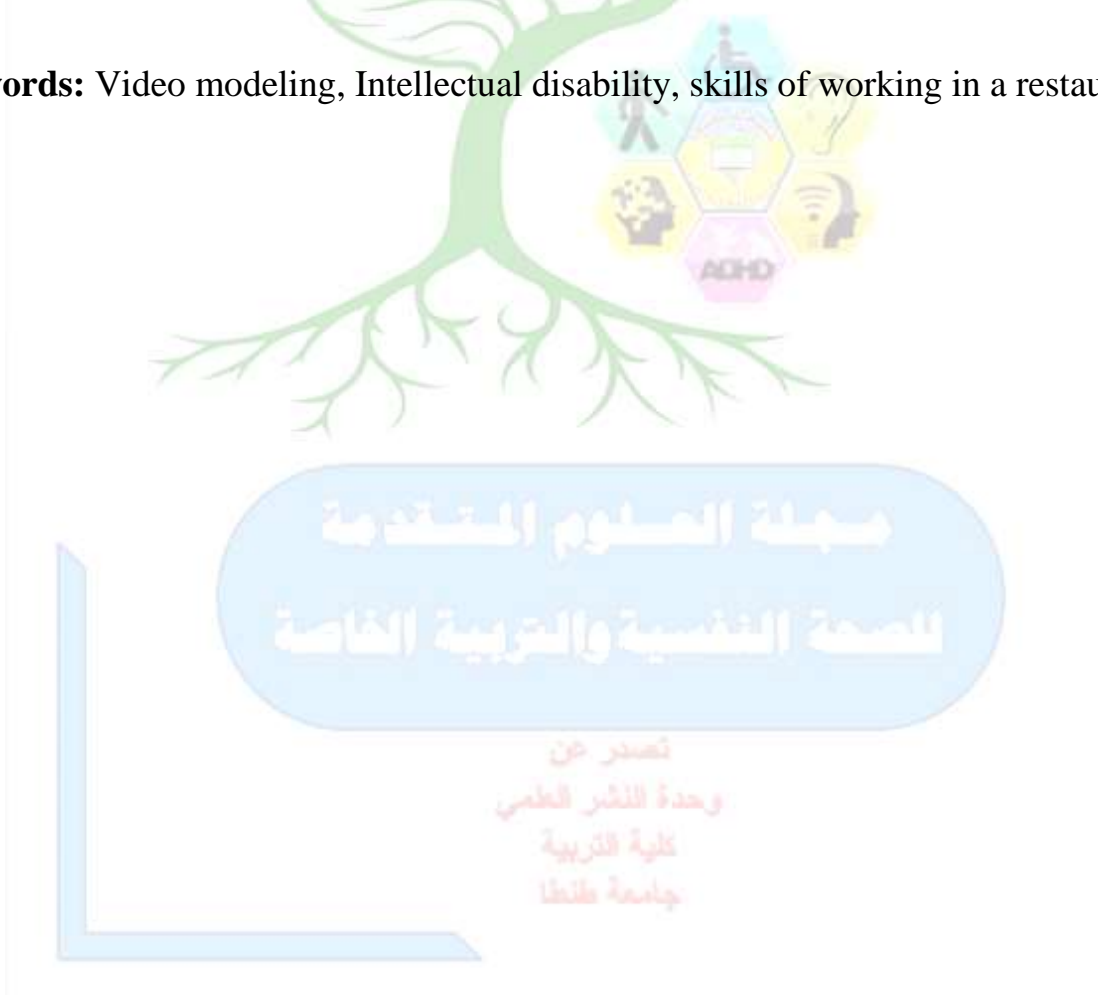 words: Video modeling, Intellectual disability, skills of working in a restau
ADHD
مجلة العلوم المتقدمة
للصحة النفسية والتربية الخاصة
تصدر عن
وحدة النشر العلمي
كلية التربية
جامعة طنطا